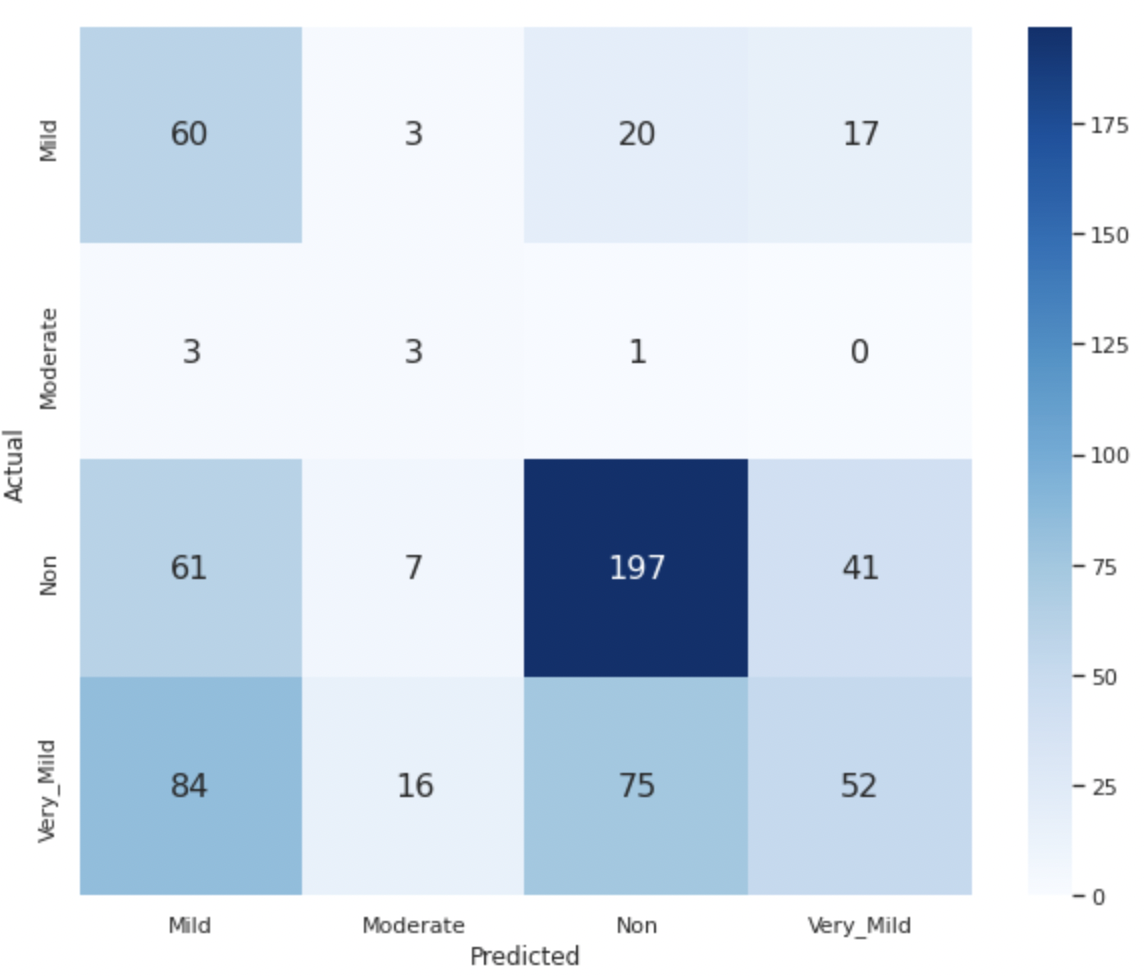 Actual
Mild
60 3 20 17
Moderate
3 3 1 0
Non
61 7 197 41
Very_Mild
84 16 75 52
Mild Moderate Non Very_Mild
Predicted
175
150
125
100
75
50
25
0